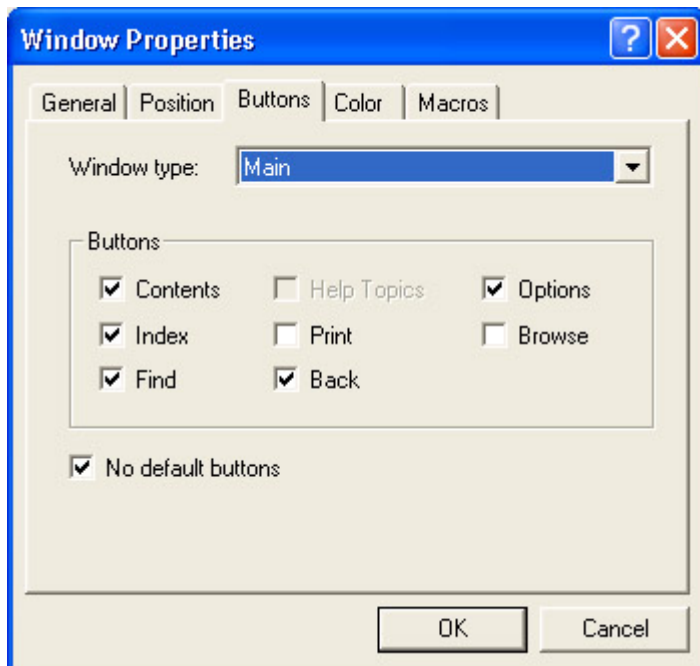 Window Properties
General Position Buttons Color Macros
Window type: Main
Buttons
Contents Help Topics Options
Index Print Browse
Find Back
No default buttons
OK Cancel